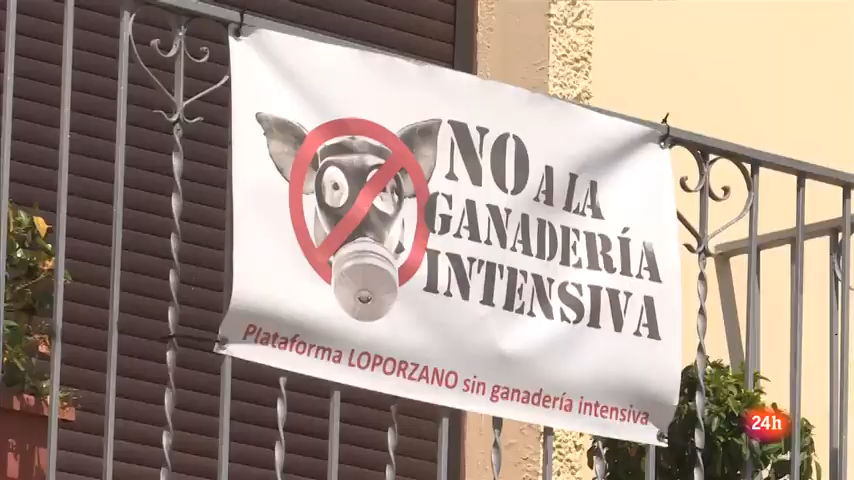 NO A LA
GANADERÍA
INTENSIVA
Plataforma LOPORZANO sin ganadería intensiva
24h